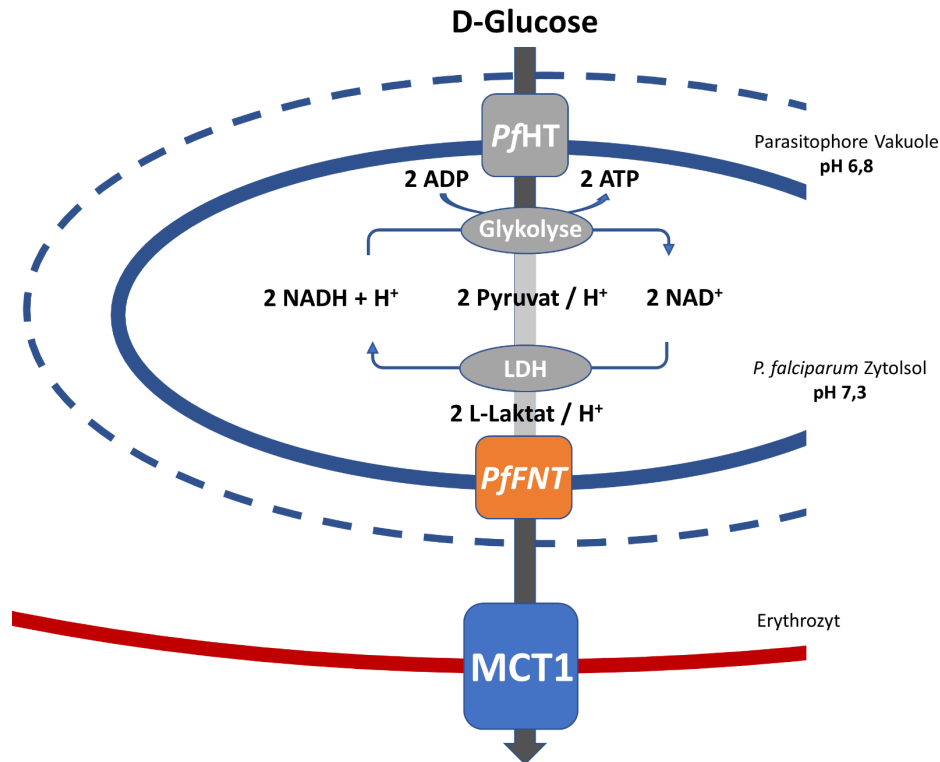 D-Glucose
PfHT
Parasitophore Vakuole
pH 6,8
2 ADP
2 ATP
Glykolyse
2 NADH + H⁺
2 Pyruvat / H⁺
2 NAD⁺
LDH
P. falciparum Zytolsol
pH 7,3
2 L-Laktat / H⁺
PfFNT
Erythrozyt
MCT1